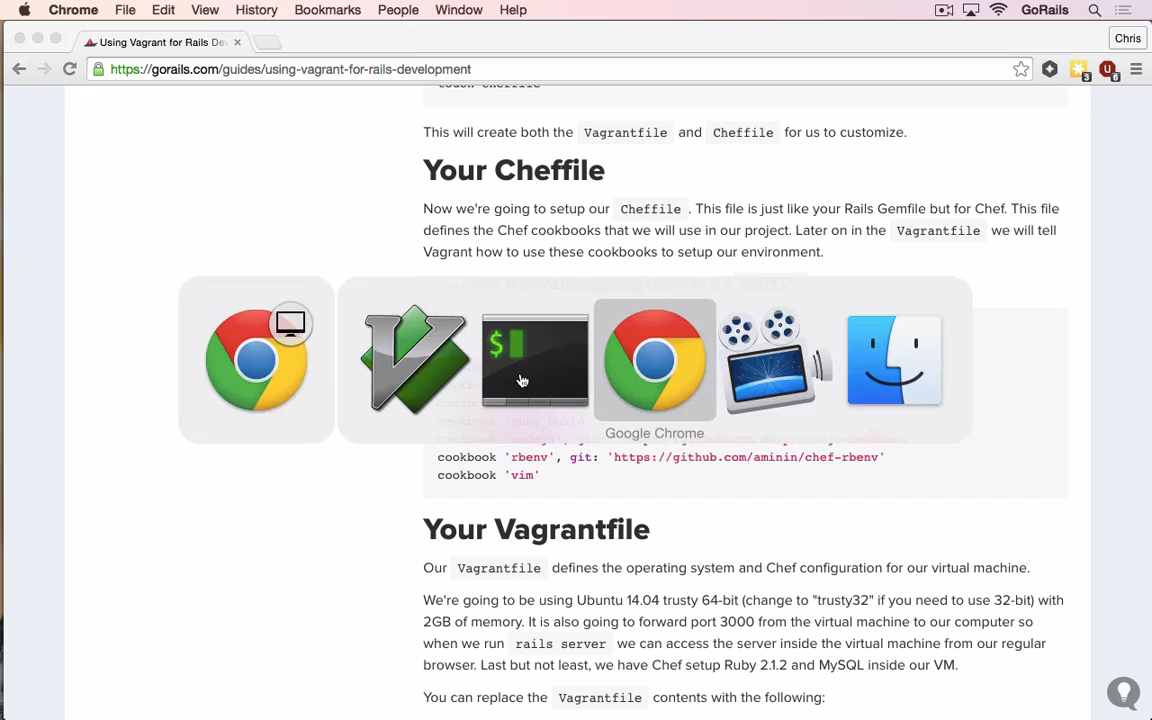 Chrome File Edit View History Bookmarks People Window Help GoRails
Using Vagrant for Rails De
Chris
https://gorails.com/guides/using-vagrant-for-rails-development
3
6
This will create both the Vagrantfile and Cheffile for us to customize.
Your Cheffile
Now we're going to setup our Cheffile . This file is just like your Rails Gemfile but for Chef. This file
defines the Chef cookbooks that we will use in our project. Later on in the Vagrantfile we will tell
Vagrant how to use these cookbooks to setup our environment.
$
Google Chrome
cookbook 'rbenv', git: 'https://github.com/aminin/chef-rbenv'
cookbook 'vim'
Your Vagrantfile
Our Vagrantfile defines the operating system and Chef configuration for our virtual machine.
We're going to be using Ubuntu 14.04 trusty 64-bit (change to "trusty32" if you need to use 32-bit) with
2GB of memory. It is also going to forward port 3000 from the virtual machine to our computer so
when we run rails server we can access the server inside the virtual machine from our regular
browser. Last but not least, we have Chef setup Ruby 2.1.2 and MySQL inside our VM.
You can replace the Vagrantfile contents with the following: